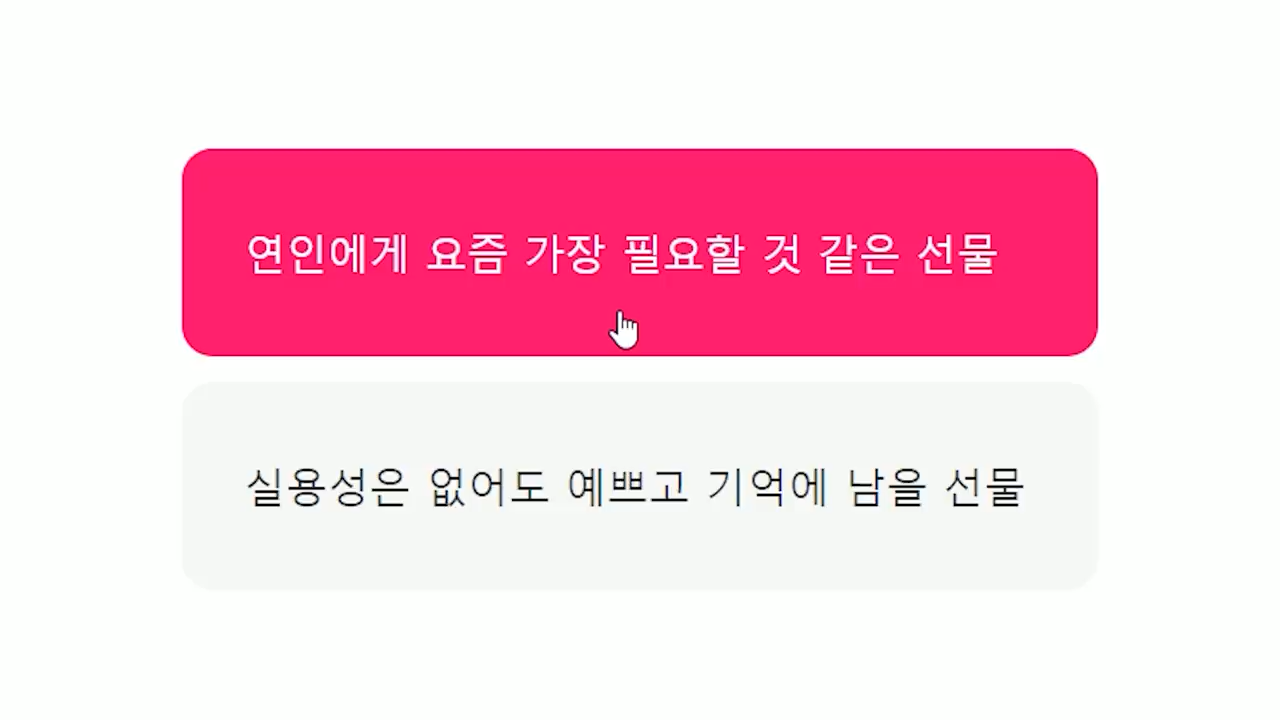 연인에게 요즘 가장 필요할 것 같은 선물
실용성은 없어도 예쁘고 기억에 남을 선물